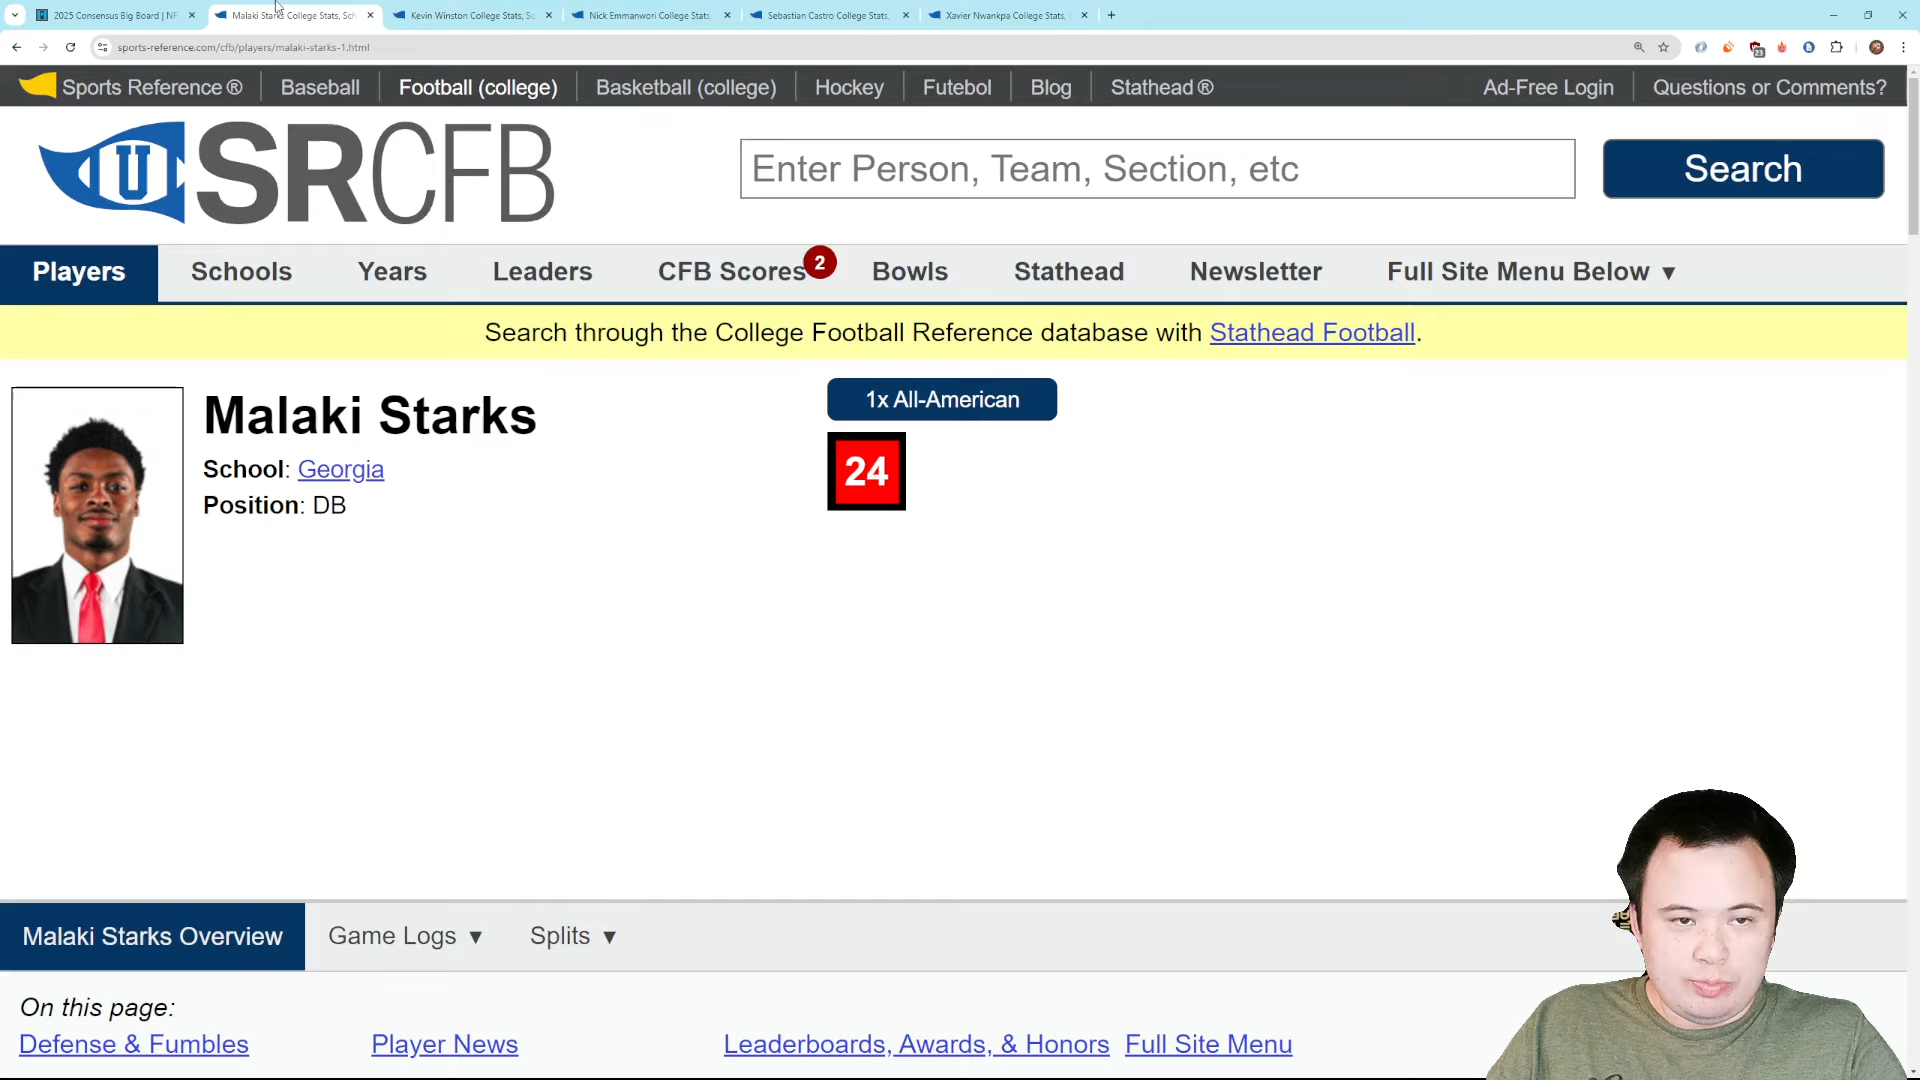 2025 Consensus Big Board | NF
Malaki Starks College Stats, Sch
Kevin Winston College Stats, Sc
Nick Emmanwori College Stats,
Sebastian Castro College Stats,
Xavier Nwankpa College Stats,
sports-reference.com/cfb/players/malaki-starks-1.html
23
Sports Reference ®
Baseball
Football (college)
Basketball (college)
Hockey
Futebol
Blog
Stathead ®
Ad-Free Login
Questions or Comments?
U SRCFB
Enter Person, Team, Section, etc
Search
Players
Schools
Years
Leaders
CFB Scores 2
Bowls
Stathead
Newsletter
Full Site Menu Below ▼
Search through the College Football Reference database with Stathead Football.
Malaki Starks
School: Georgia
Position: DB
1x All-American
24
Malaki Starks Overview
Game Logs ▼
Splits ▼
On this page:
Defense & Fumbles
Player News
Leaderboards, Awards, & Honors
Full Site Menu